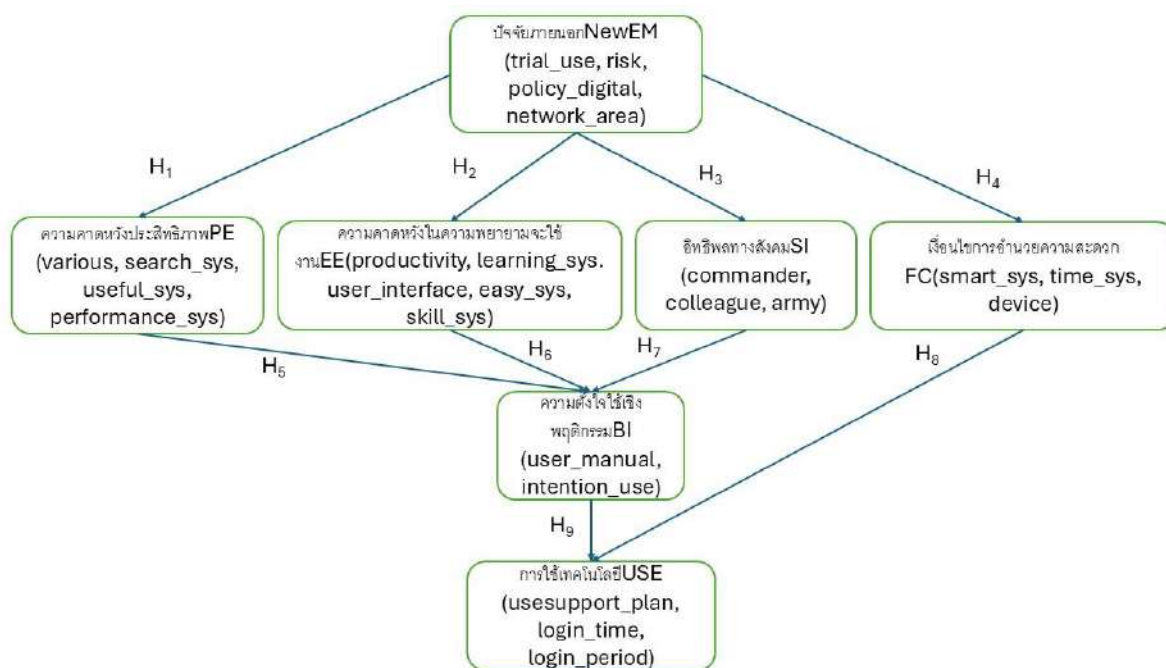 ปัจจัยภายนอกNewEM
(trial_use, risk,
policy_digital,
network_area)
H1
H2
H3
H4
ความคาดหวังประสิทธิภาพPE
(various, search_sys,
useful_sys,
performance_sys)
ความคาดหวังในความพยายามจะใช้
งานEE(productivity, learning_sys.
user_interface, easy_sys,
skill_sys)
อิทธิพลทางสังคมSI
(commander,
colleague, army)
เงื่อนไขการอำนวยความสะดวก
FC(smart_sys, time_sys,
device)
H5
H6
H7
H8
ความตั้งใจใช้เชิง
พฤติกรรมBI
(user_manual,
intention_use)
H9
การใช้เทคโนโลยีUSE
(usesupport_plan,
login_time,
login_period)